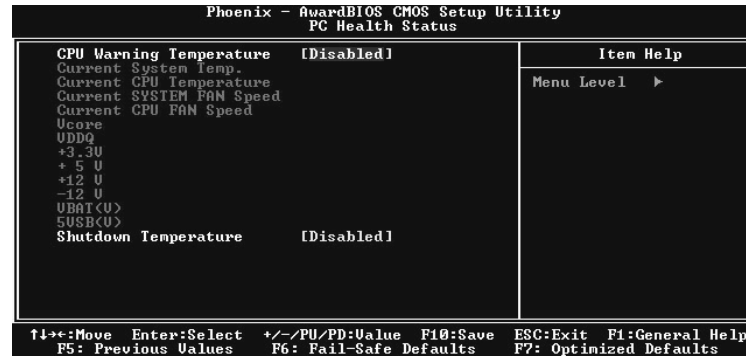 Phoenix - AwardBIOS CMOS Setup Utility
PC Health Status
CPU Warning Temperature [Disabled]
Current System Temp.
Current CPU Temperature
Current SYSTEM FAN Speed
Current CPU FAN Speed
Vcore
VDDQ
+3.3V
+ 5 V
+12 V
-12 V
VBAT(V)
5VSB(V)
Shutdown Temperature [Disabled]
Item Help
Menu Level ▶
↑↓→←:Move Enter:Select +/-/PU/PD:Value F10:Save ESC:Exit F1:General Help
F5: Previous Values F6: Fail-Safe Defaults F7: Optimized Defaults